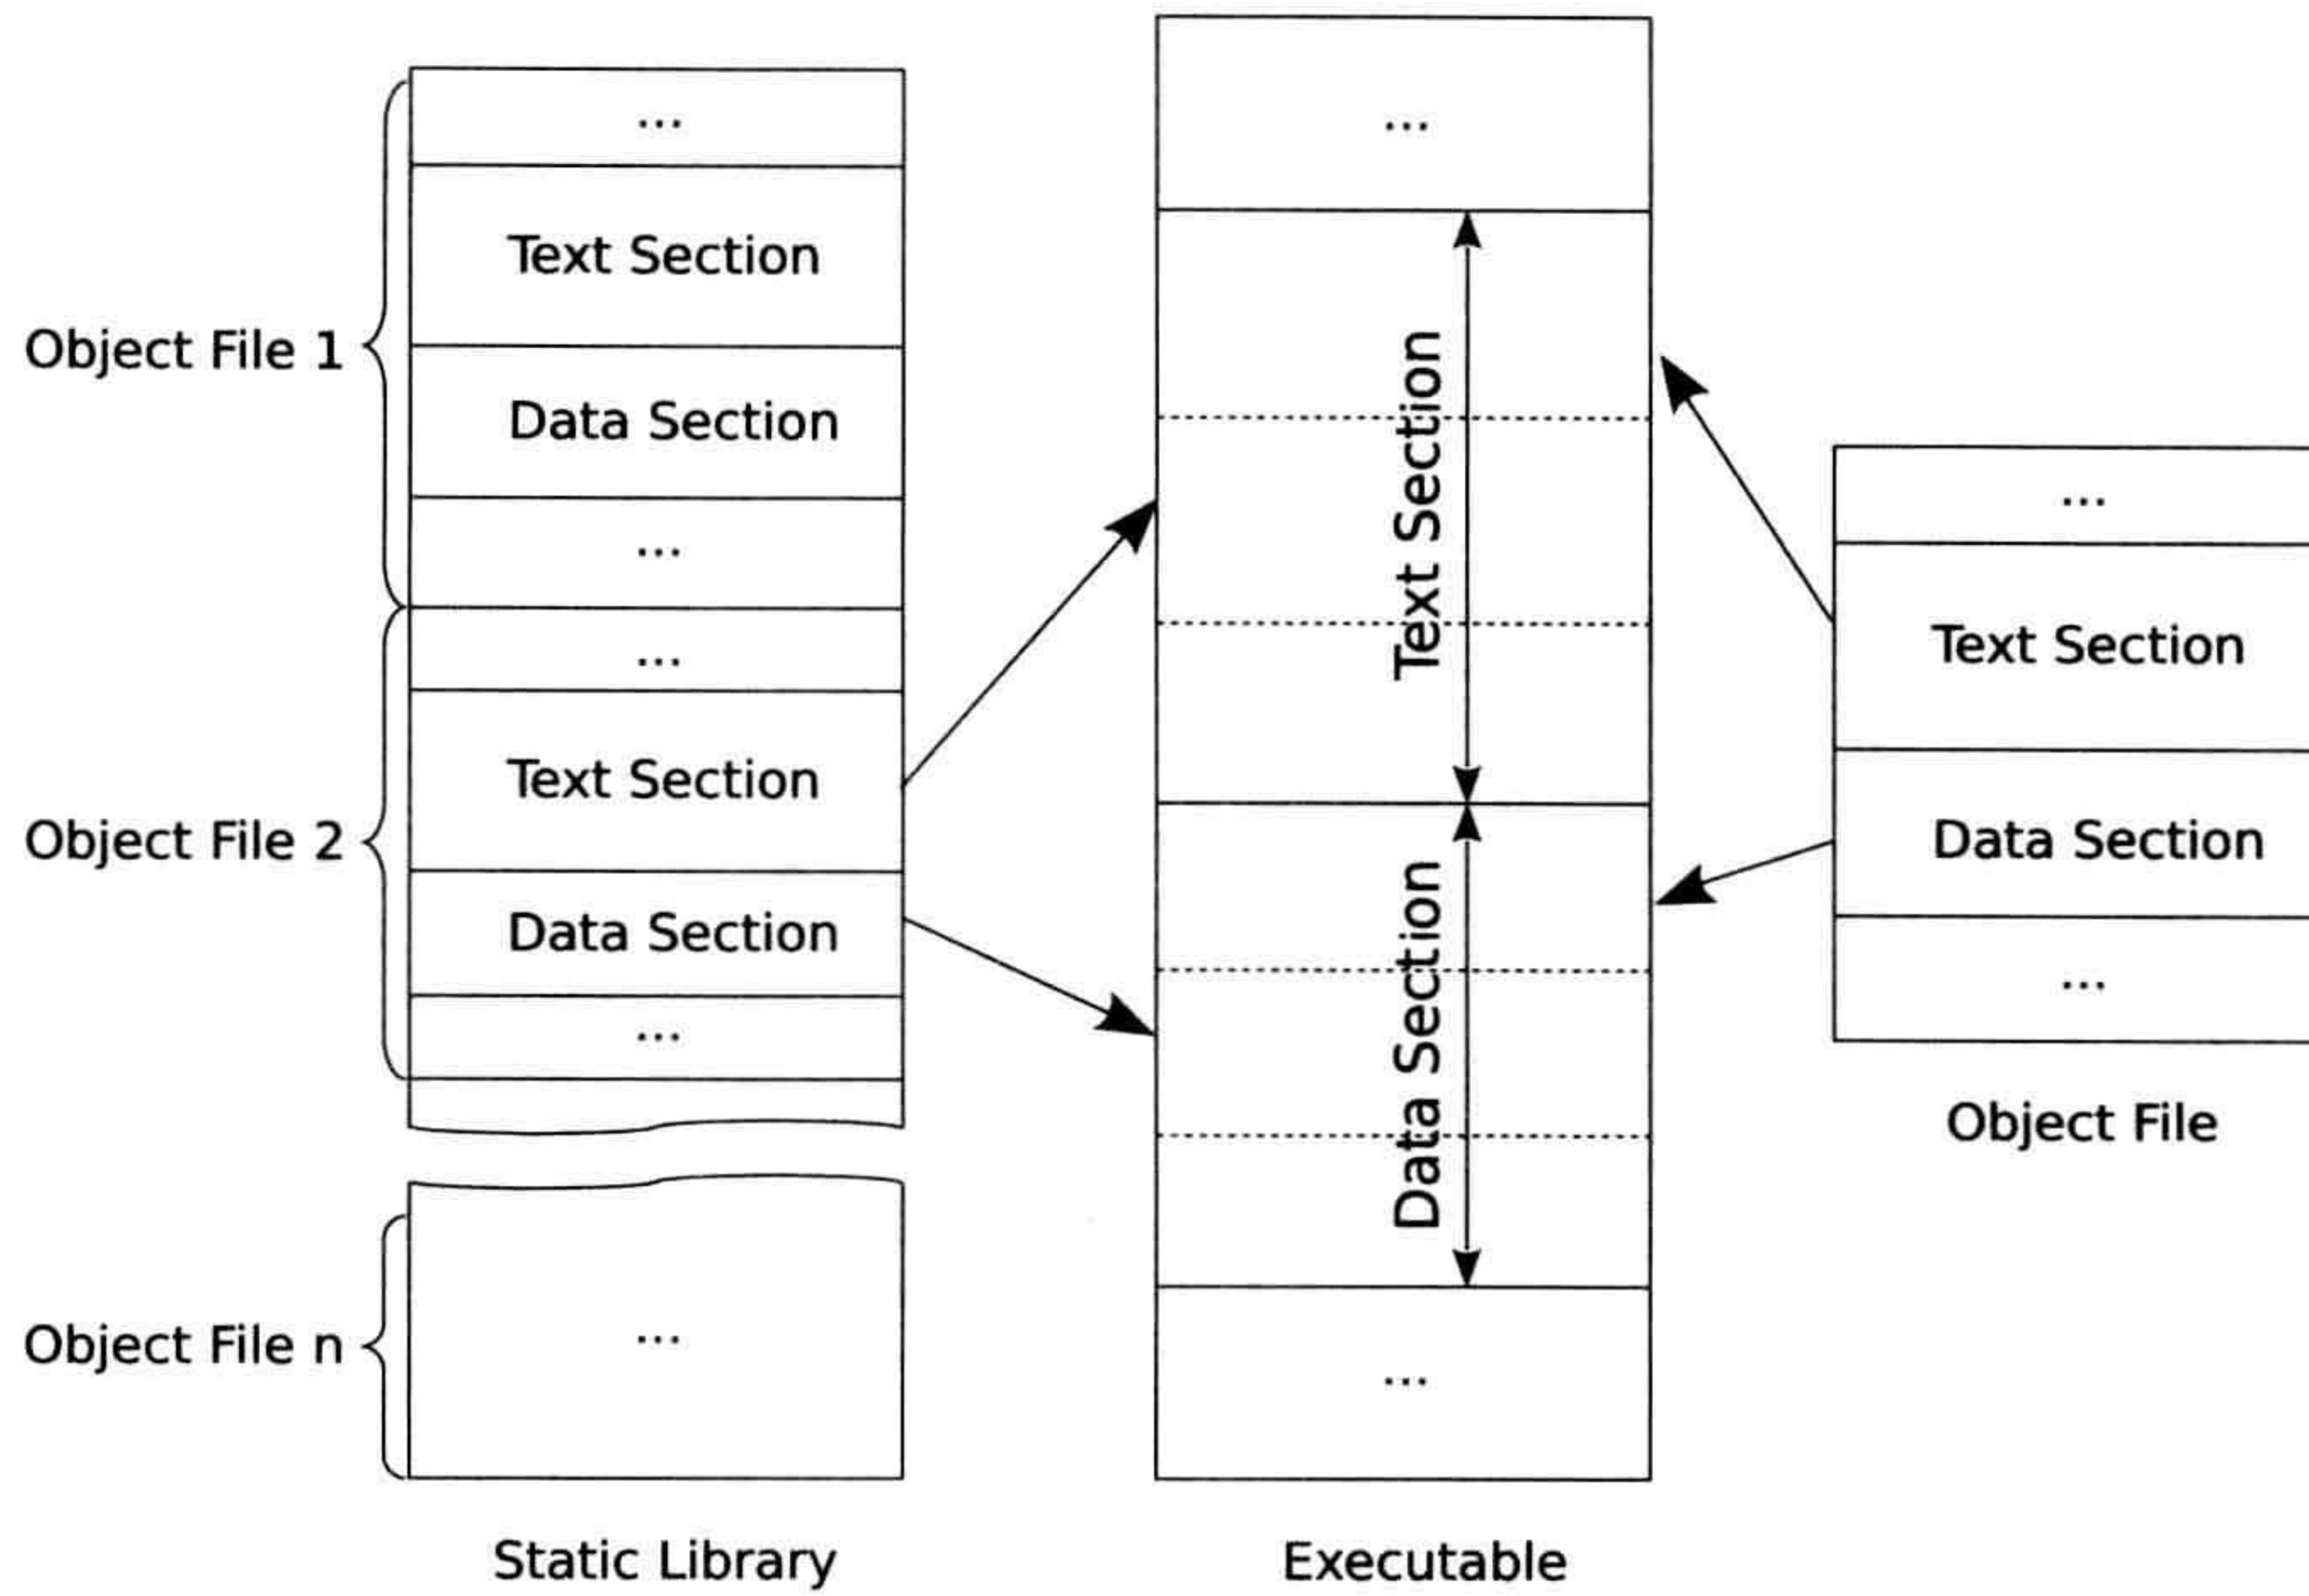 Object File 1
...
Text Section
Data Section
...
Object File 2
...
Text Section
Data Section
...
Object File n
...
Static Library
...
Text Section
Data Section
...
Executable
...
Text Section
Data Section
...
Object File